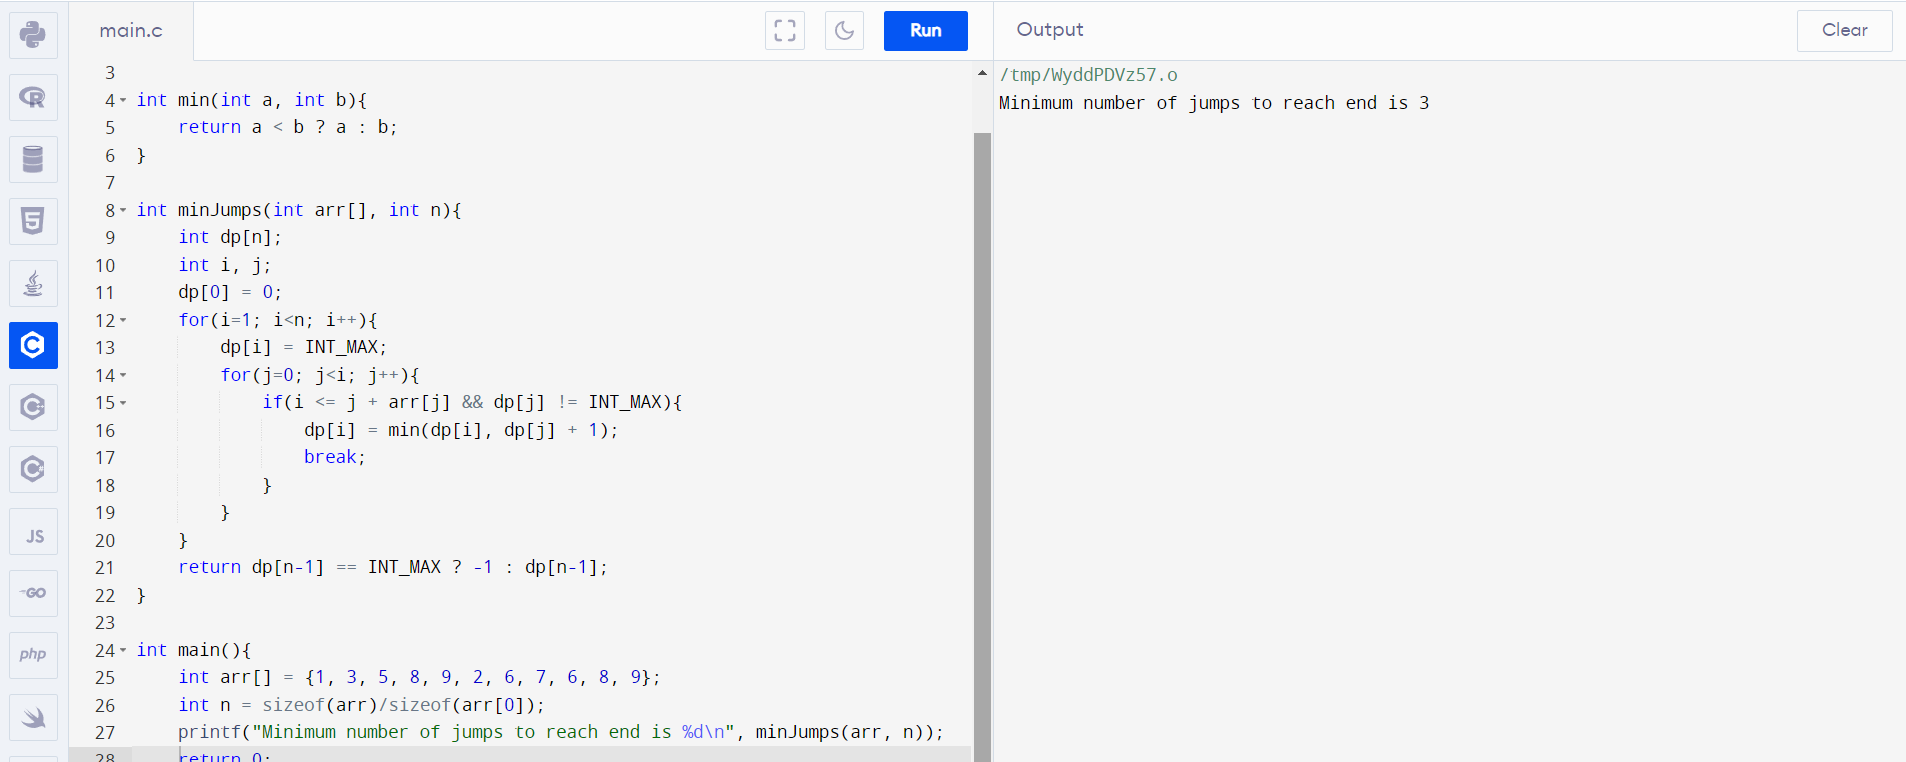 main.c
Run
Output
Clear
3
4 int min(int a, int b){
5     return a < b ? a : b;
6 }
7
8 int minJumps(int arr[], int n){
9     int dp[n];
10     int i, j;
11     dp[0] = 0;
12     for(i=1; i<n; i++){
13         dp[i] = INT_MAX;
14         for(j=0; j<i; j++){
15             if(i <= j + arr[j] && dp[j] != INT_MAX){
16                 dp[i] = min(dp[i], dp[j] + 1);
17                 break;
18             }
19         }
20     }
21     return dp[n-1] == INT_MAX ? -1 : dp[n-1];
22 }
23
24 int main(){
25     int arr[] = {1, 3, 5, 8, 9, 2, 6, 7, 6, 8, 9};
26     int n = sizeof(arr)/sizeof(arr[0]);
27     printf("Minimum number of jumps to reach end is %d\n", minJumps(arr, n));
28     return 0;
/tmp/WyddPDVz57.o
Minimum number of jumps to reach end is 3
R
5
C
C++
C#
JS
GO
php